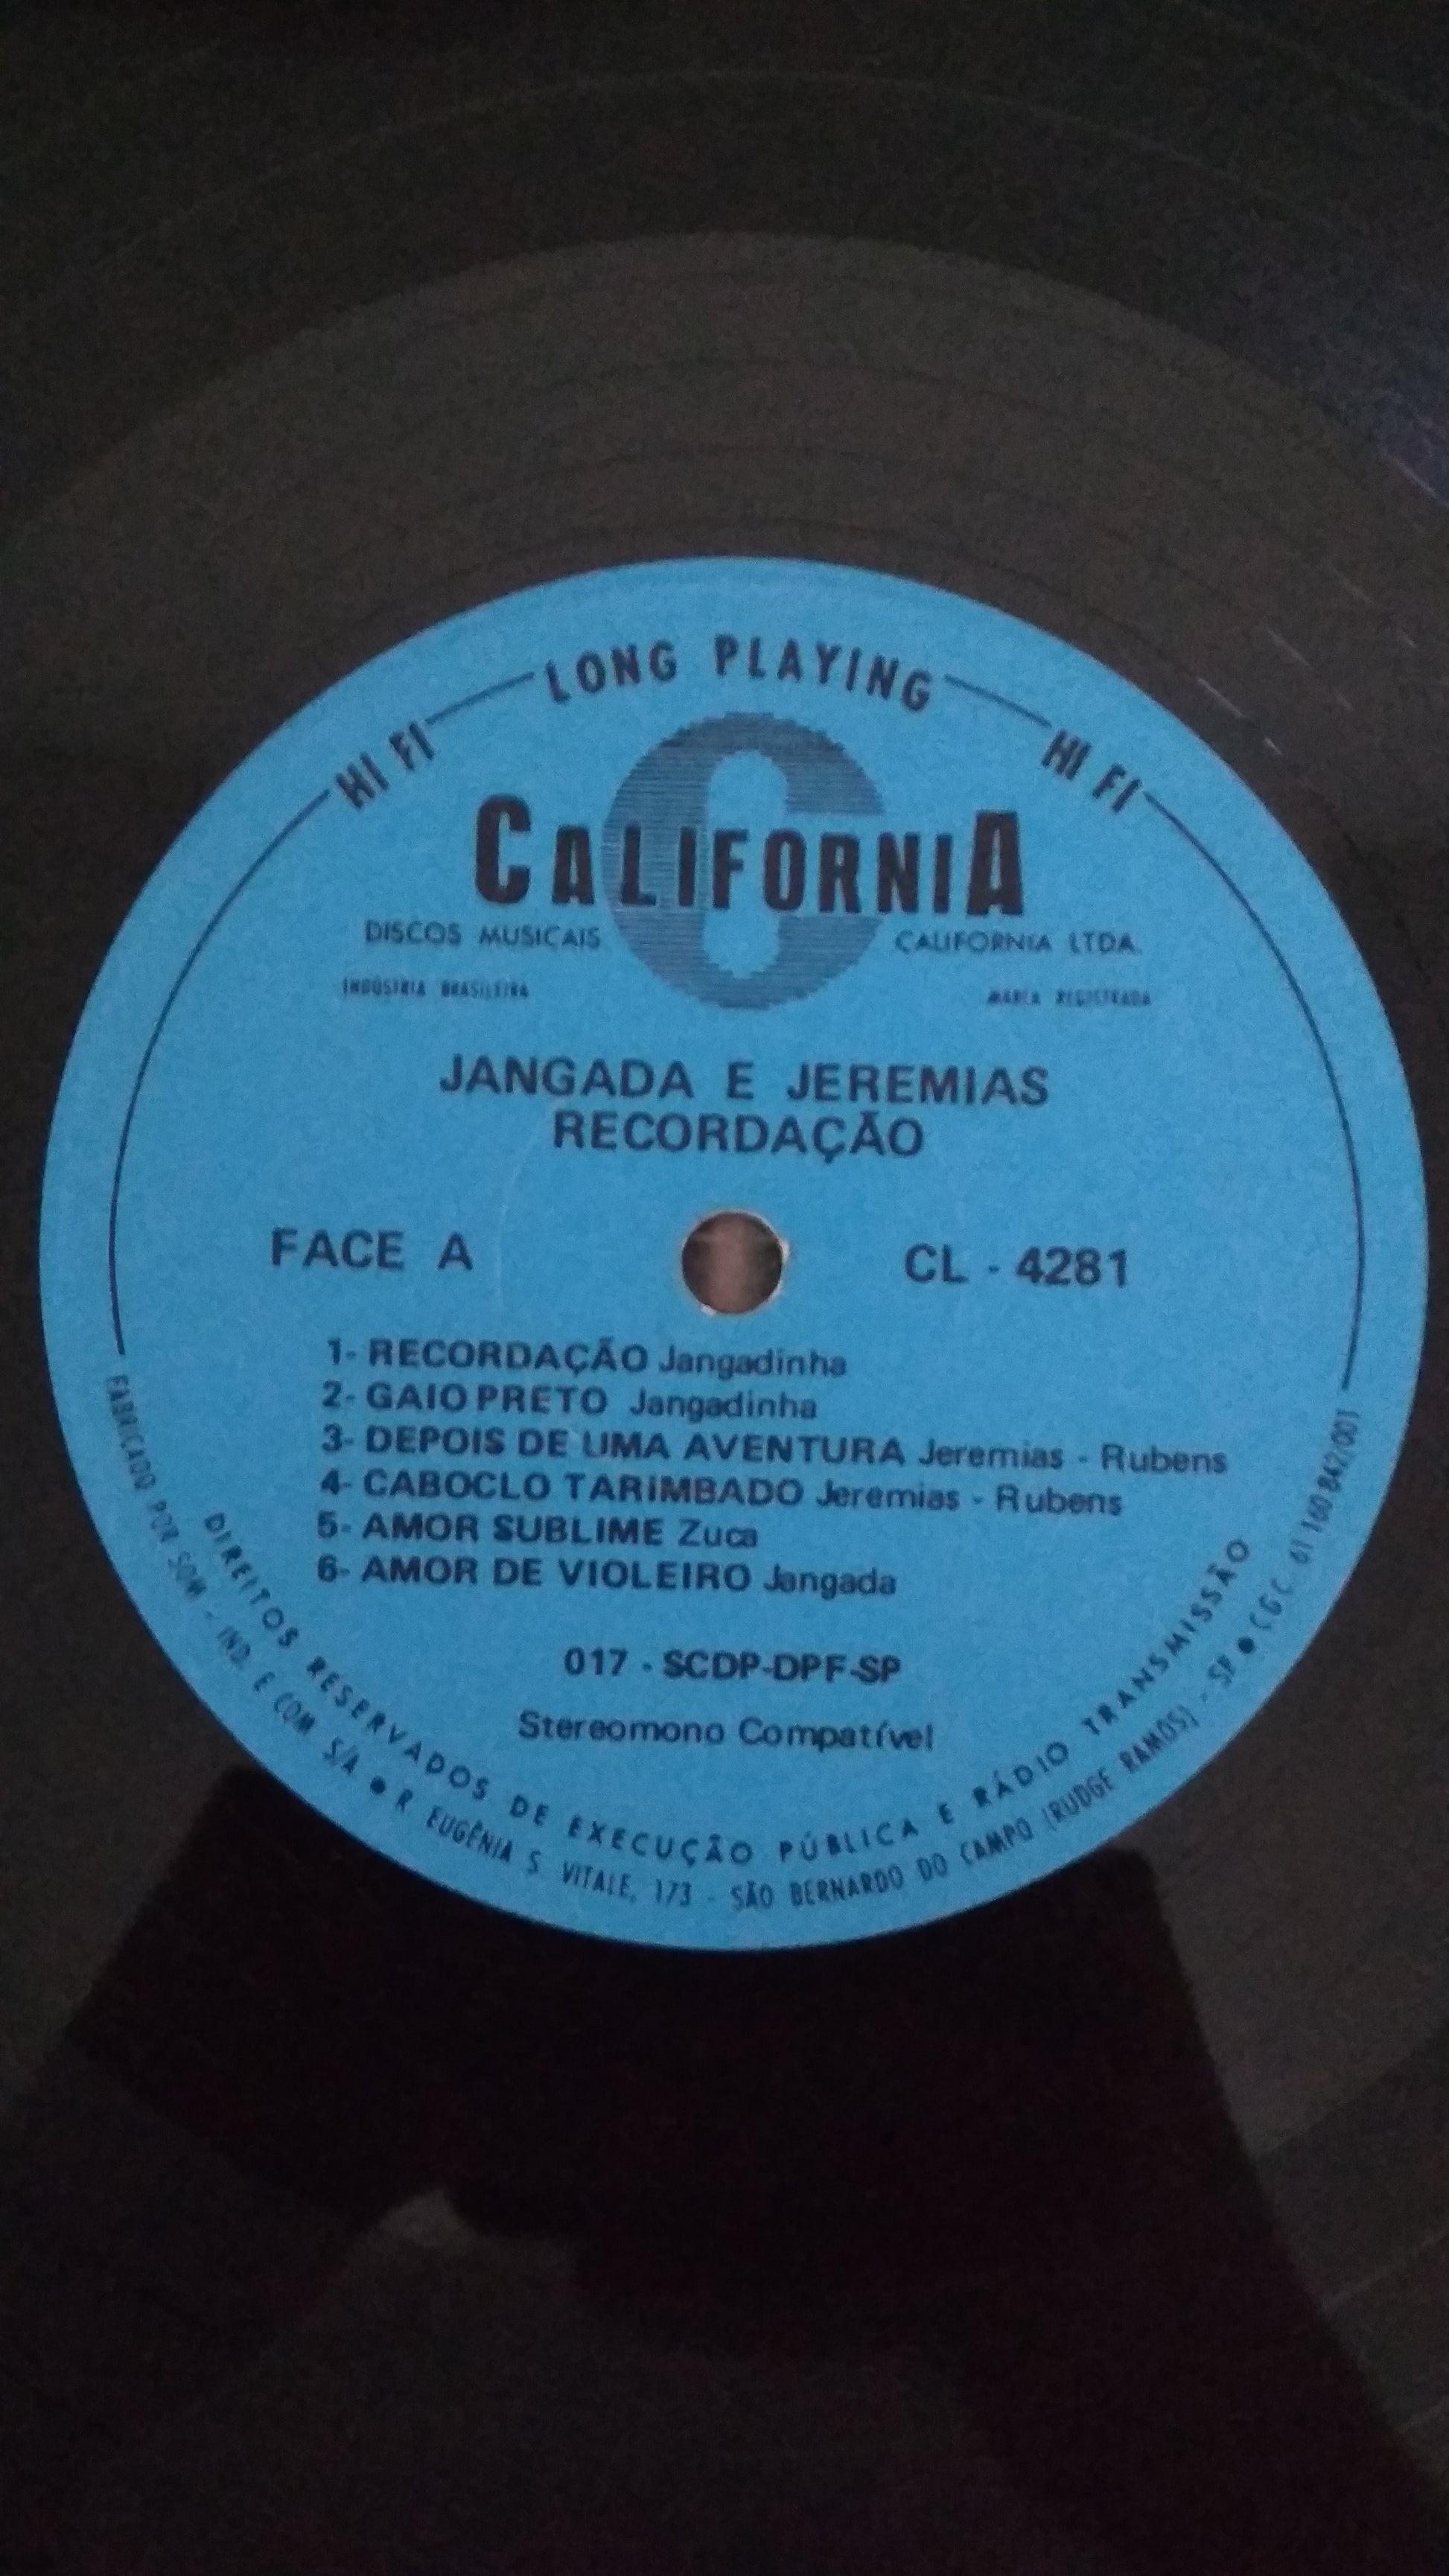 HI FI LONG PLAYING HI FI
CALIFORNIA
DISCOS MUSICAIS CALIFORNIA LTDA.
INDÚSTRIA BRASILEIRA MARCA REGISTRADA
JANGADA E JEREMIAS
RECORDAÇÃO
FACE A CL - 4281
1- RECORDAÇÃO Jangadinha
2- GAIO PRETO Jangadinha
3- DEPOIS DE UMA AVENTURA Jeremias - Rubens
4- CABOCLO TARIMBADO Jeremias - Rubens
5- AMOR SUBLIME Zuca
6- AMOR DE VIOLEIRO Jangada
017 - SCDP-DPF-SP
Stereomono Compatível
DIREITOS RESERVADOS DE EXECUÇÃO PÚBLICA E RÁDIO TRANSMISSÃO
FABRICADO POR SOM - IND. E COM. S/A ● R. EUGÊNIA S. VITALE, 173 - SÃO BERNARDO DO CAMPO (RUDGE RAMOS) - SP ● C G C 61 160 842/001